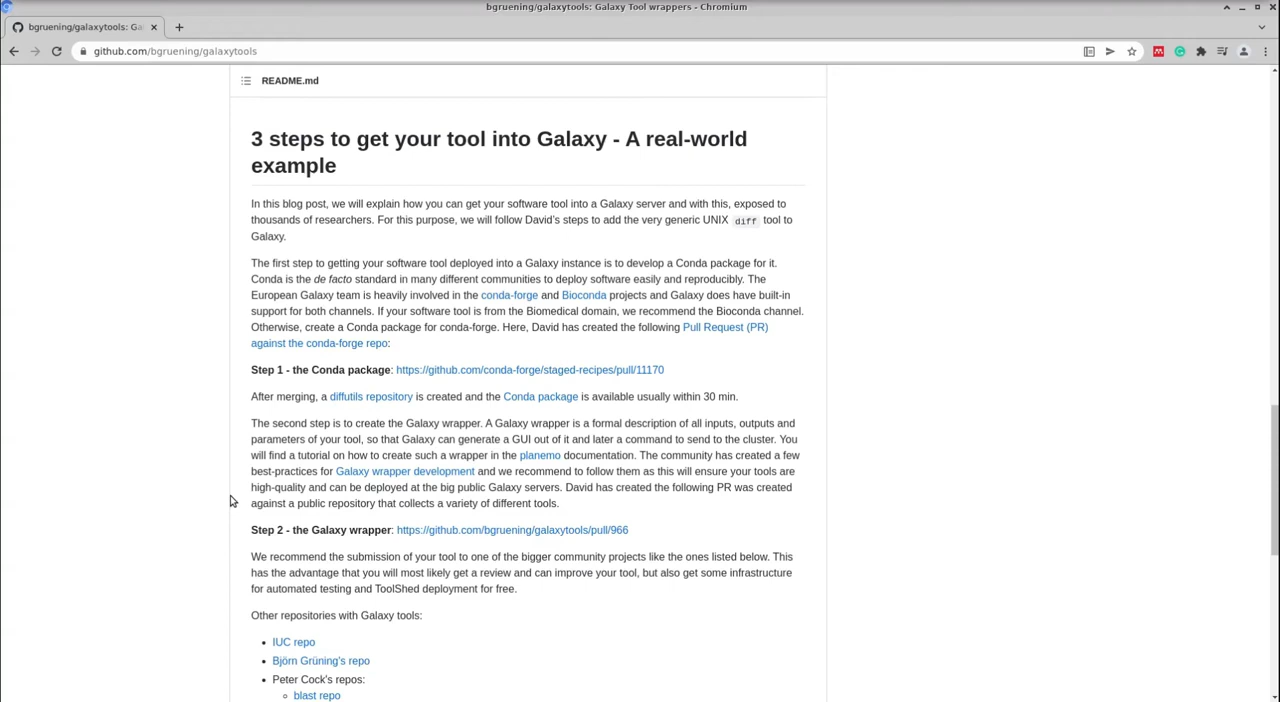 bgruening/galaxytools: Galaxy Tool wrappers - Chromium
bgruening/galaxytools: Ga
github.com/bgruening/galaxytools
README.md
3 steps to get your tool into Galaxy - A real-world
example
In this blog post, we will explain how you can get your software tool into a Galaxy server and with this, exposed to
thousands of researchers. For this purpose, we will follow David's steps to add the very generic UNIX diff tool to
Galaxy.
The first step to getting your software tool deployed into a Galaxy instance is to develop a Conda package for it.
Conda is the de facto standard in many different communities to deploy software easily and reproducibly. The
European Galaxy team is heavily involved in the conda-forge and Bioconda projects and Galaxy does have built-in
support for both channels. If your software tool is from the Biomedical domain, we recommend the Bioconda channel.
Otherwise, create a Conda package for conda-forge. Here, David has created the following Pull Request (PR)
against the conda-forge repo:
Step 1 - the Conda package: https://github.com/conda-forge/staged-recipes/pull/11170
After merging, a diffutils repository is created and the Conda package is available usually within 30 min.
The second step is to create the Galaxy wrapper. A Galaxy wrapper is a formal description of all inputs, outputs and
parameters of your tool, so that Galaxy can generate a GUI out of it and later a command to send to the cluster. You
will find a tutorial on how to create such a wrapper in the planemo documentation. The community has created a few
best-practices for Galaxy wrapper development and we recommend to follow them as this will ensure your tools are
high-quality and can be deployed at the big public Galaxy servers. David has created the following PR was created
against a public repository that collects a variety of different tools.
Step 2 - the Galaxy wrapper: https://github.com/bgruening/galaxytools/pull/966
We recommend the submission of your tool to one of the bigger community projects like the ones listed below. This
has the advantage that you will most likely get a review and can improve your tool, but also get some infrastructure
for automated testing and ToolShed deployment for free.
Other repositories with Galaxy tools:
• IUC repo
• Björn Grüning's repo
• Peter Cock's repos:
blast repo